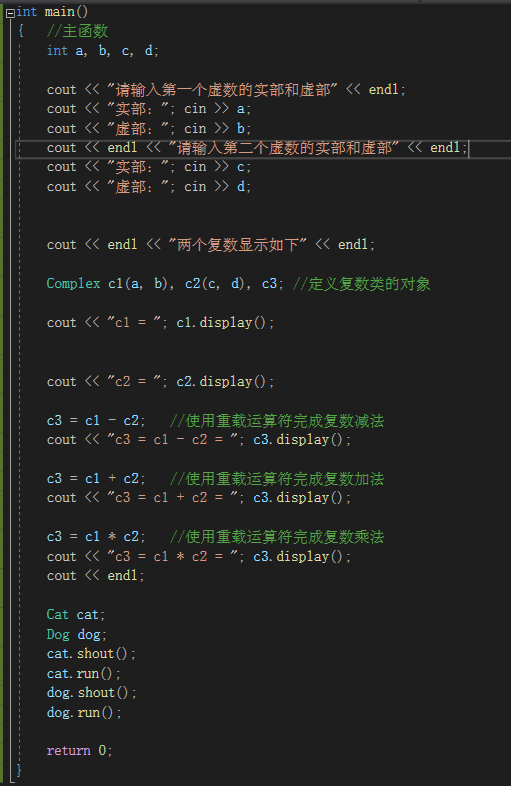 int main()
{ //主函数
int a, b, c, d;
cout << "请输入第一个虚数的实部和虚部" << endl;
cout << "实部："; cin >> a;
cout << "虚部："; cin >> b;
cout << endl << "请输入第二个虚数的实部和虚部" << endl;
cout << "实部："; cin >> c;
cout << "虚部："; cin >> d;
cout << endl << "两个复数显示如下" << endl;
Complex c1(a, b), c2(c, d), c3; //定义复数类的对象
cout << "c1 = "; c1.display();
cout << "c2 = "; c2.display();
c3 = c1 - c2; //使用重载运算符完成复数减法
cout << "c3 = c1 - c2 = "; c3.display();
c3 = c1 + c2; //使用重载运算符完成复数加法
cout << "c3 = c1 + c2 = "; c3.display();
c3 = c1 * c2; //使用重载运算符完成复数乘法
cout << "c3 = c1 * c2 = "; c3.display();
cout << endl;
Cat cat;
Dog dog;
cat.shout();
cat.run();
dog.shout();
dog.run();
return 0;
}